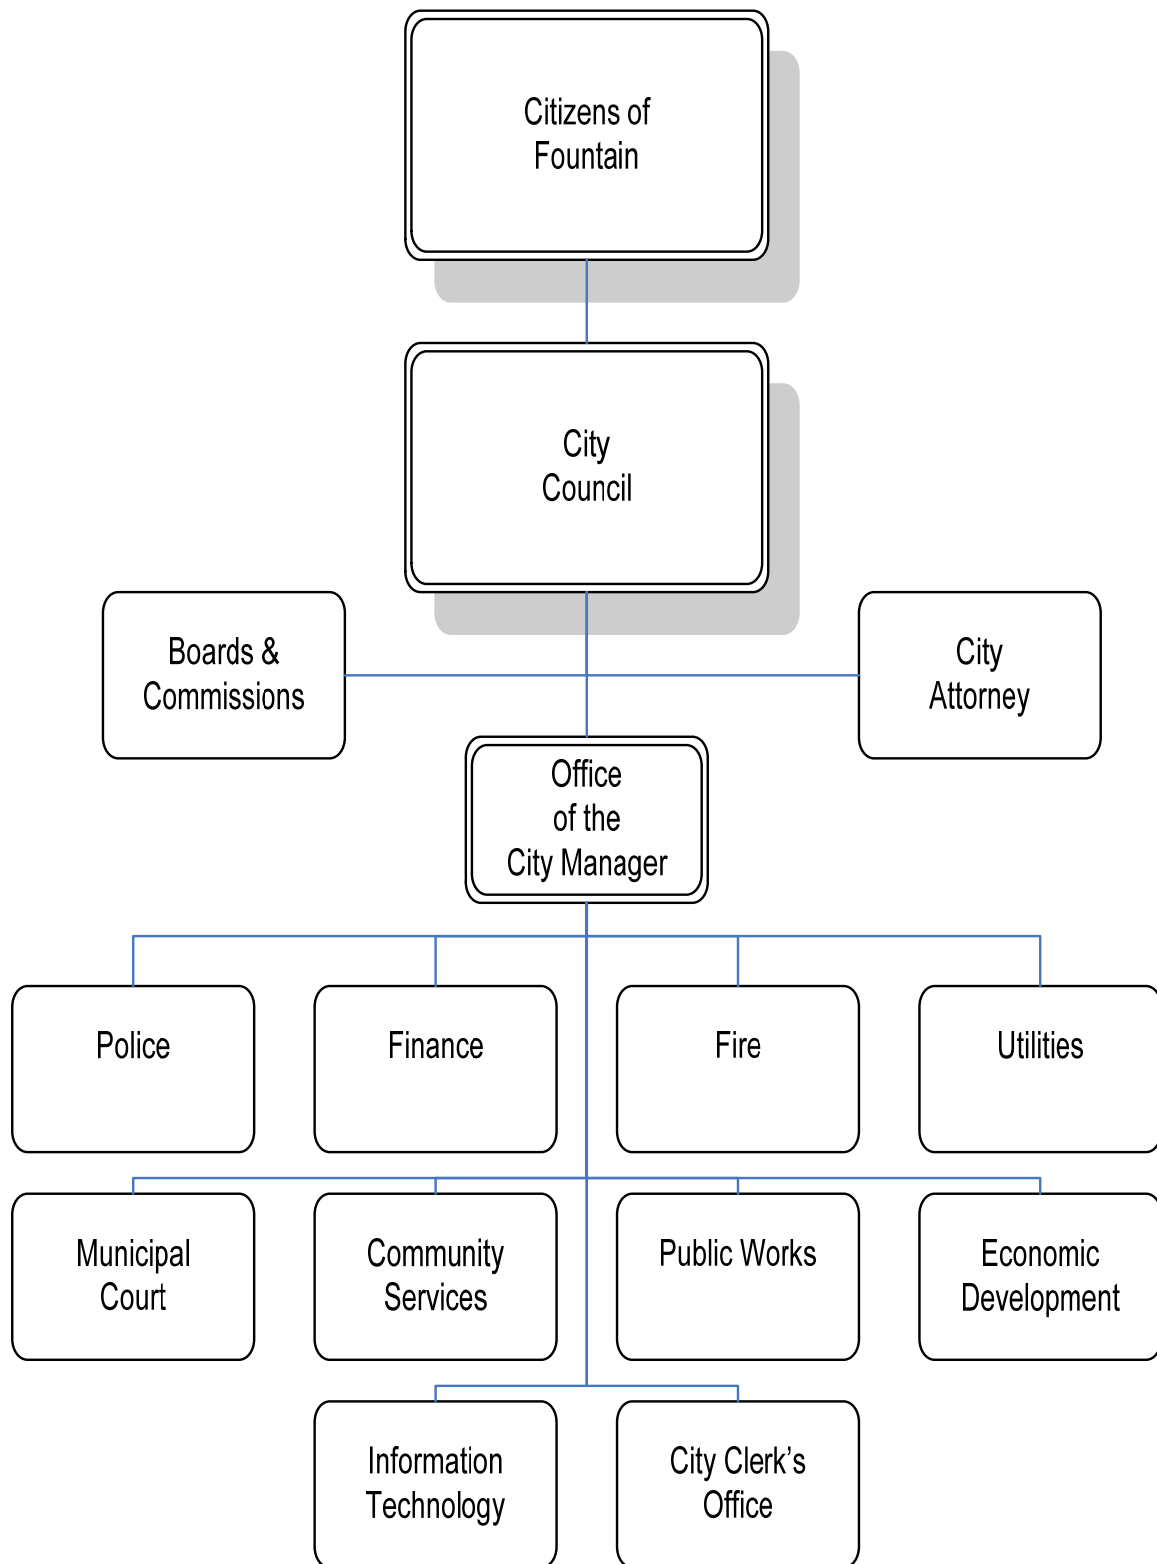 Citizens of
Fountain
City
Council
Boards &
Commissions
City
Attorney
Office
of the
City Manager
Police
Finance
Fire
Utilities
Municipal
Court
Community
Services
Public Works
Economic
Development
Information
Technology
City Clerk’s
Office